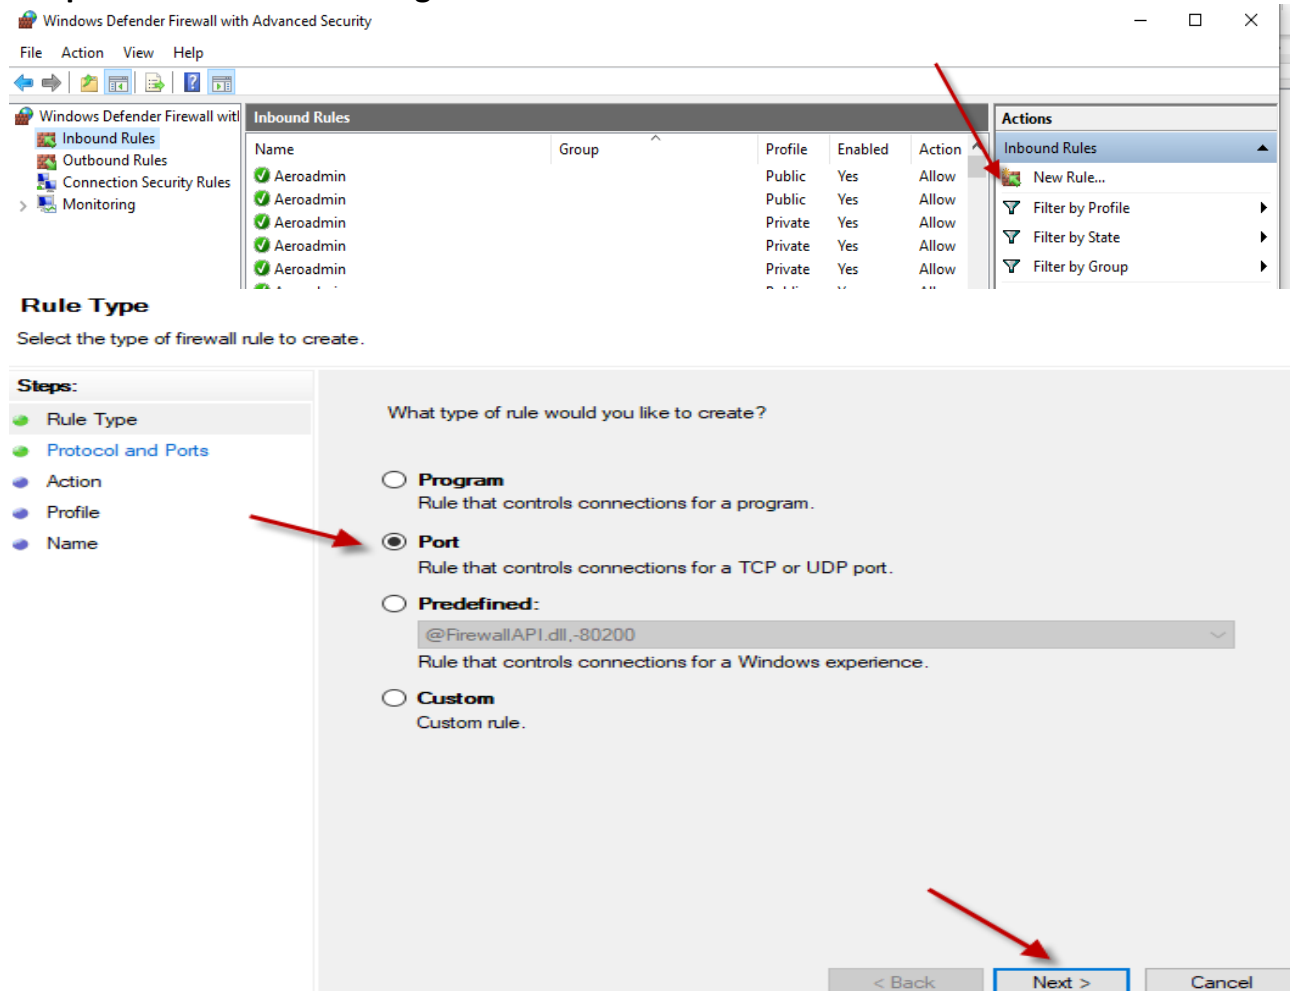 Windows Defender Firewall with Advanced Security
File Action View Help
Windows Defender Firewall witl
Inbound Rules
Outbound Rules
Connection Security Rules
Monitoring
Inbound Rules
Name Group Profile Enabled Action
Aeroadmin Public Yes Allow
Aeroadmin Public Yes Allow
Aeroadmin Private Yes Allow
Aeroadmin Private Yes Allow
Aeroadmin Private Yes Allow
Actions
Inbound Rules
New Rule...
Filter by Profile
Filter by State
Filter by Group
Rule Type
Select the type of firewall rule to create.
Steps:
Rule Type
Protocol and Ports
Action
Profile
Name
What type of rule would you like to create?
Program
Rule that controls connections for a program.
Port
Rule that controls connections for a TCP or UDP port.
Predefined:
@FirewallAPI.dll,-80200
Rule that controls connections for a Windows experience.
Custom
Custom rule.
< Back Next > Cancel